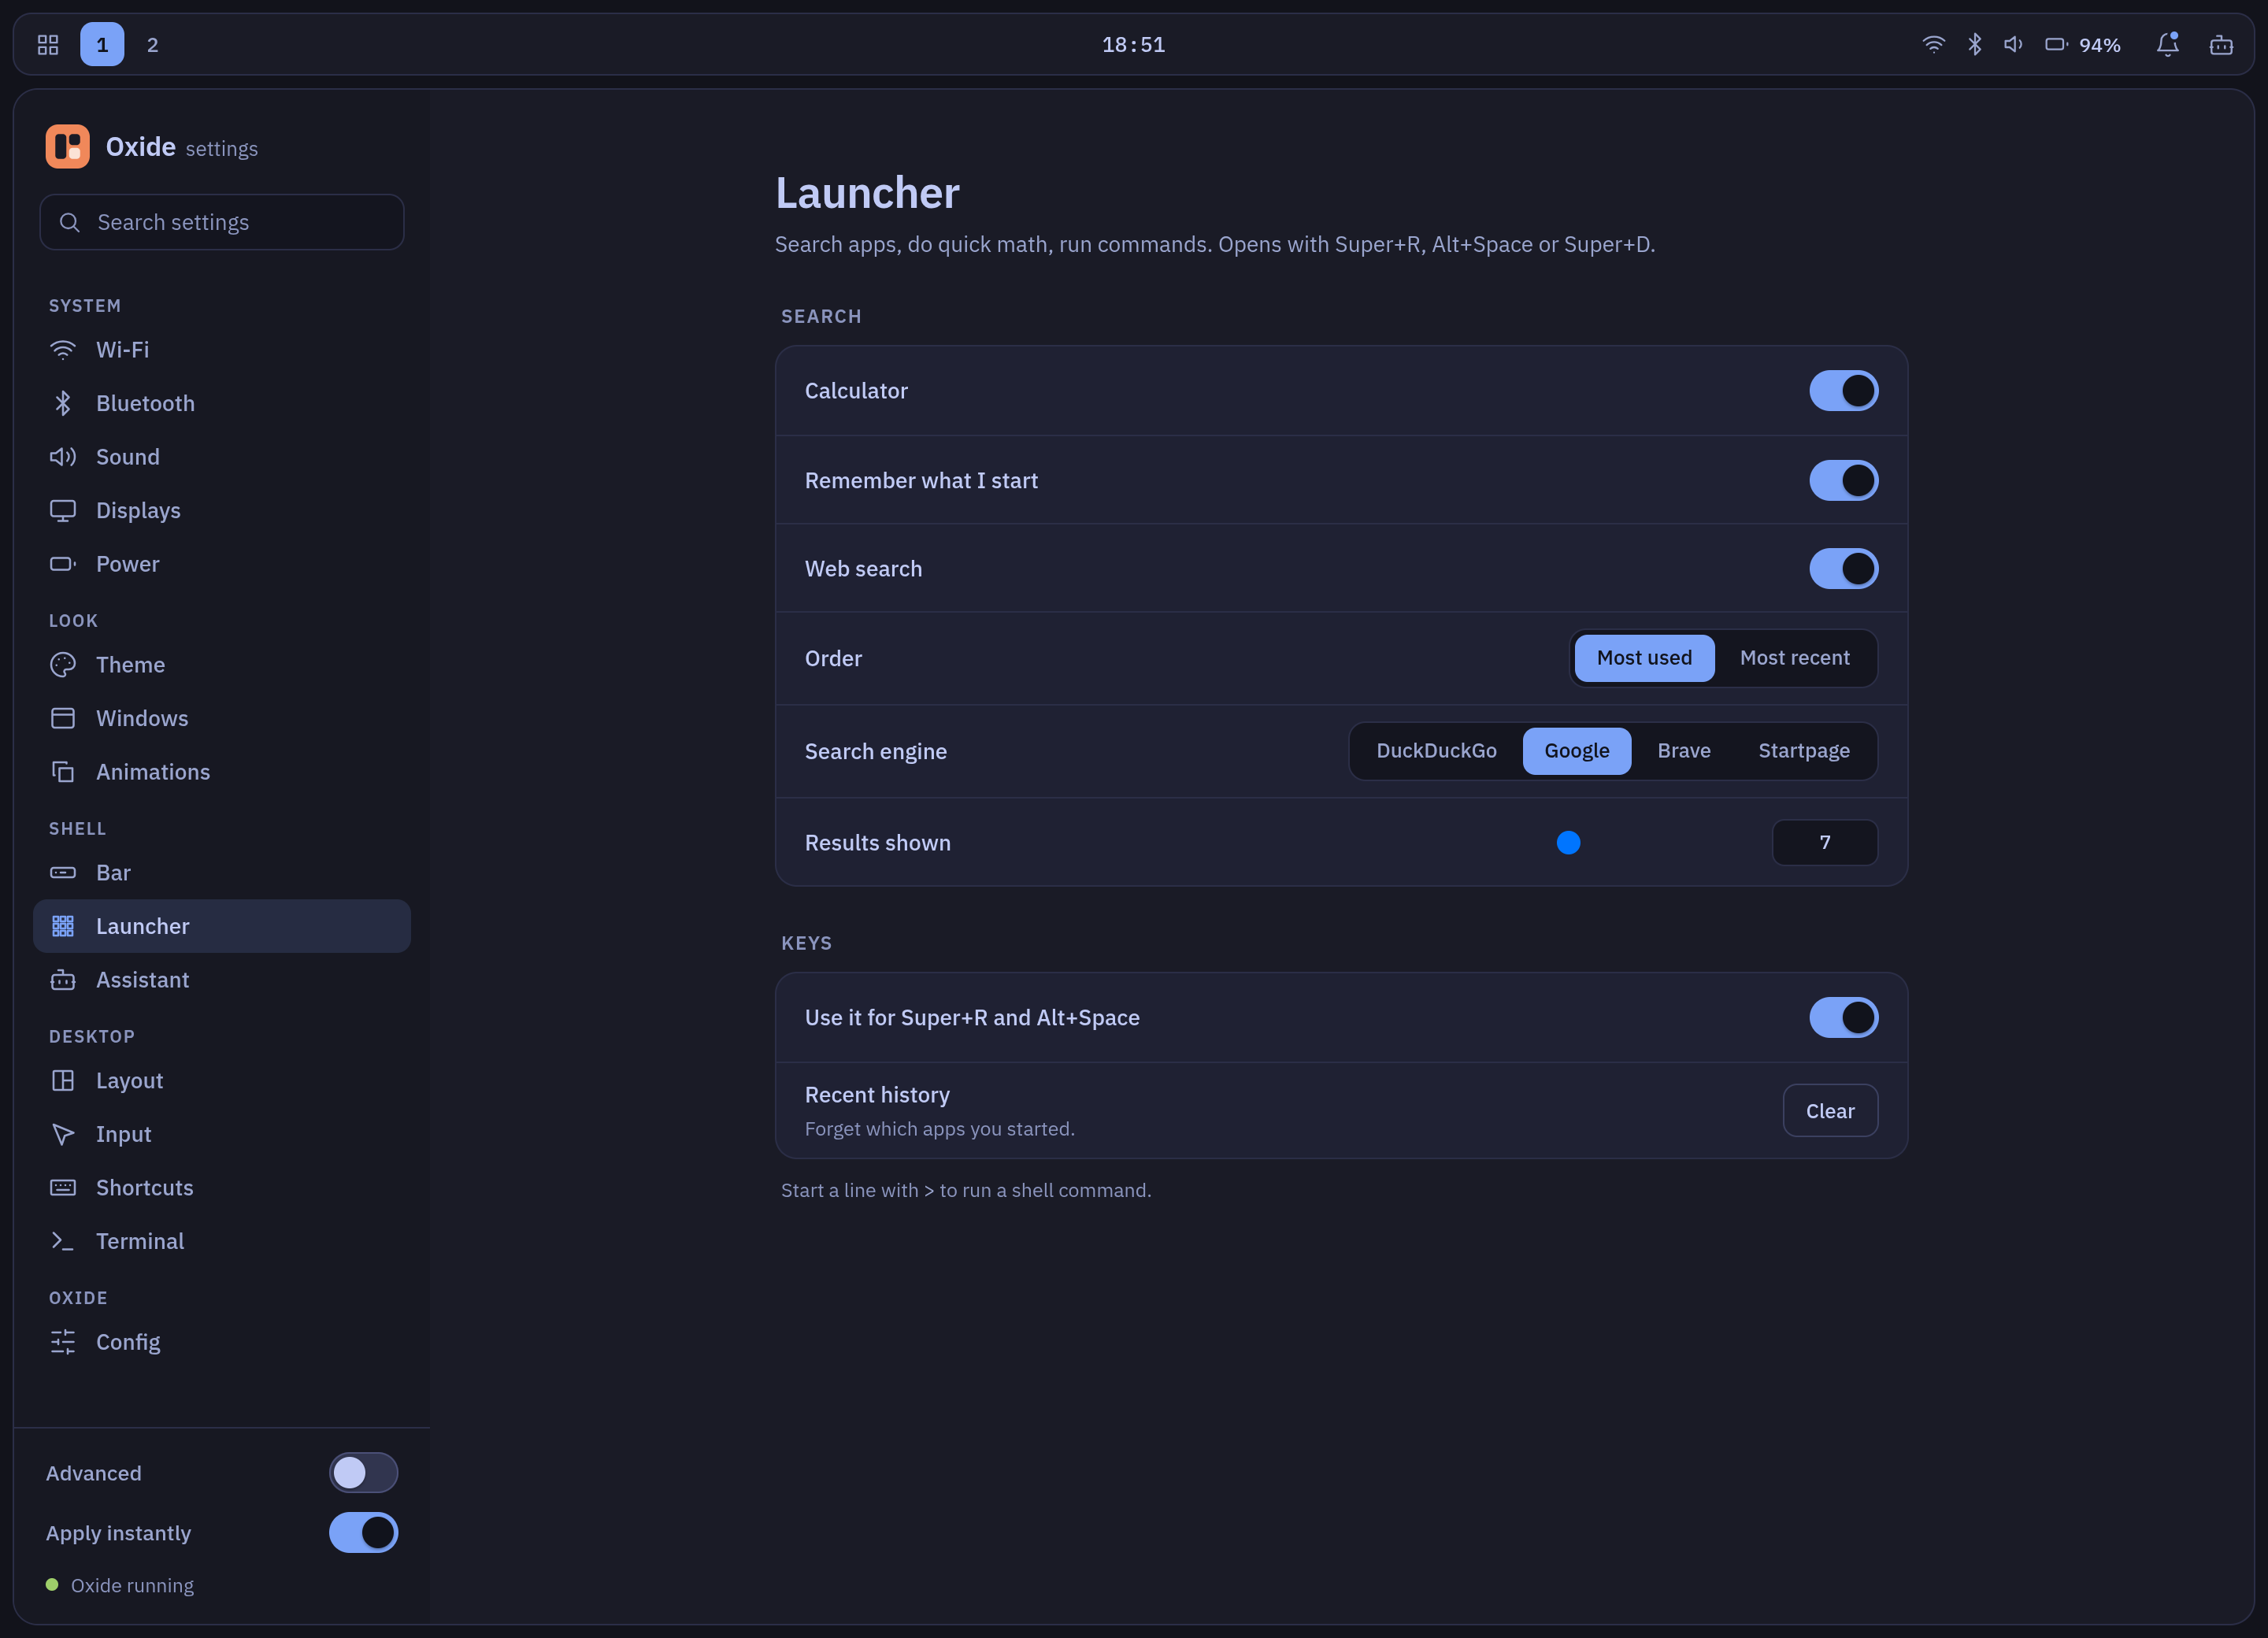 1
2
18:51
94%
Oxide settings
Search settings
SYSTEM
Wi-Fi
Bluetooth
Sound
Displays
Power
LOOK
Theme
Windows
Animations
SHELL
Bar
Launcher
Assistant
DESKTOP
Layout
Input
Shortcuts
Terminal
OXIDE
Config
Advanced
Apply instantly
Oxide running
Launcher
Search apps, do quick math, run commands. Opens with Super+R, Alt+Space or Super+D.
SEARCH
Calculator
Remember what I start
Web search
Order
Most used
Most recent
Search engine
DuckDuckGo
Google
Brave
Startpage
Results shown
7
KEYS
Use it for Super+R and Alt+Space
Recent history
Forget which apps you started.
Clear
Start a line with > to run a shell command.